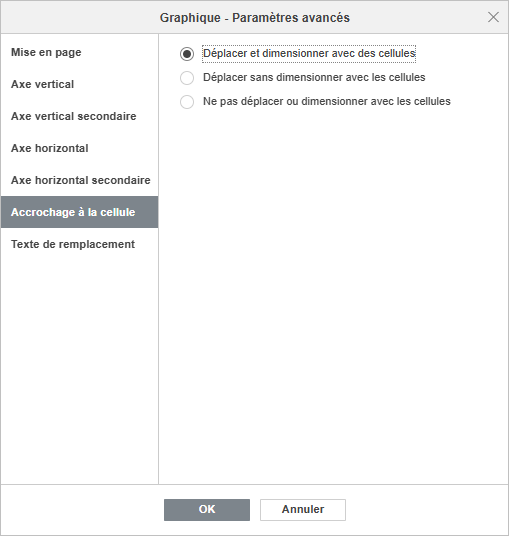 Graphique - Paramètres avancés
Mise en page
Axe vertical
Axe vertical secondaire
Axe horizontal
Axe horizontal secondaire
Accrochage à la cellule
Texte de remplacement
Déplacer et dimensionner avec des cellules
Déplacer sans dimensionner avec les cellules
Ne pas déplacer ou dimensionner avec les cellules
OK
Annuler